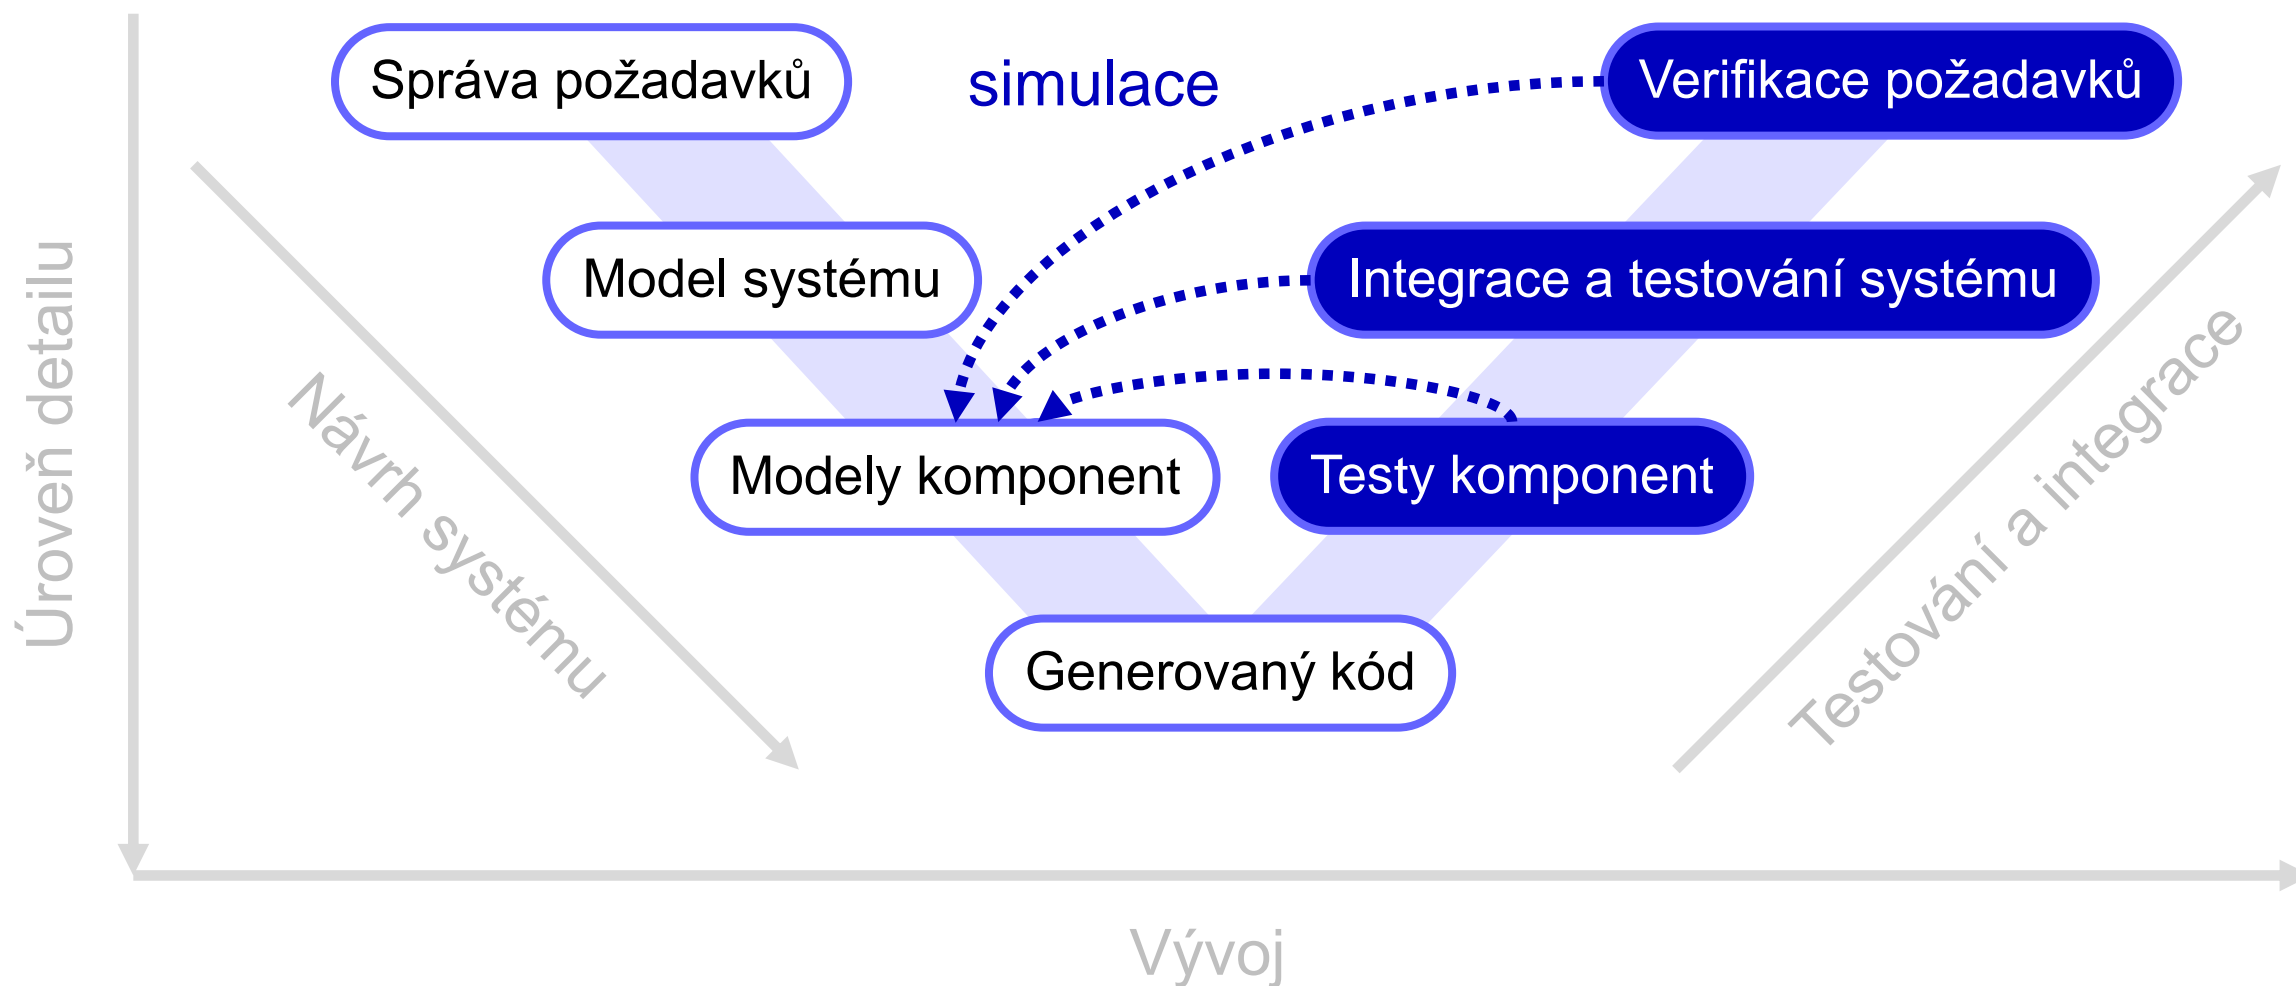 Správa požadavků
simulace
Verifikace požadavků
Model systému
Integrace a testování systému
Modely komponent
Testy komponent
Generovaný kód
Úroveň detailu
Návrh systému
Testování a integrace
Vývoj